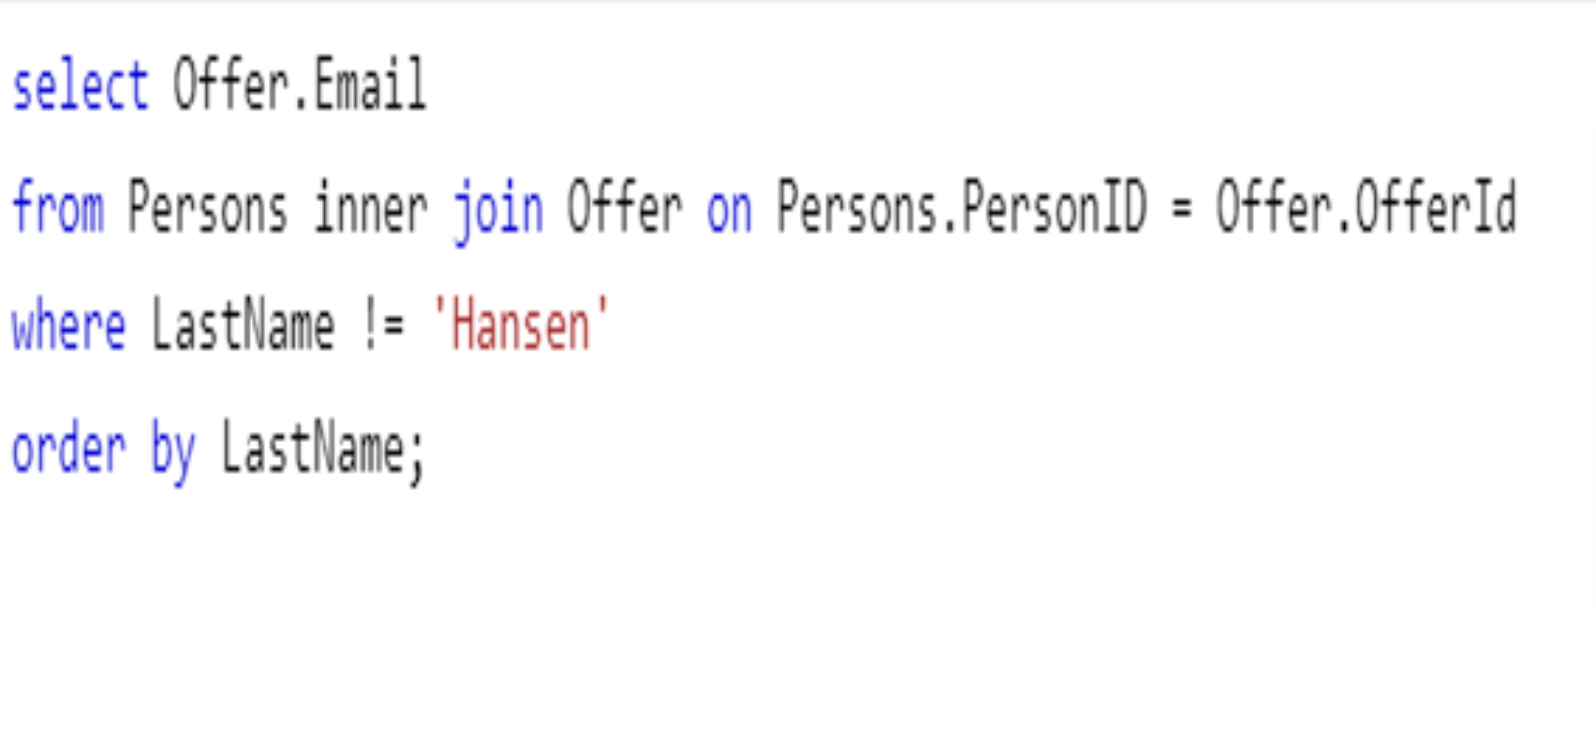 select Offer.Email
from Persons inner join Offer on Persons.PersonID = Offer.OfferId
where LastName != 'Hansen'
order by LastName;